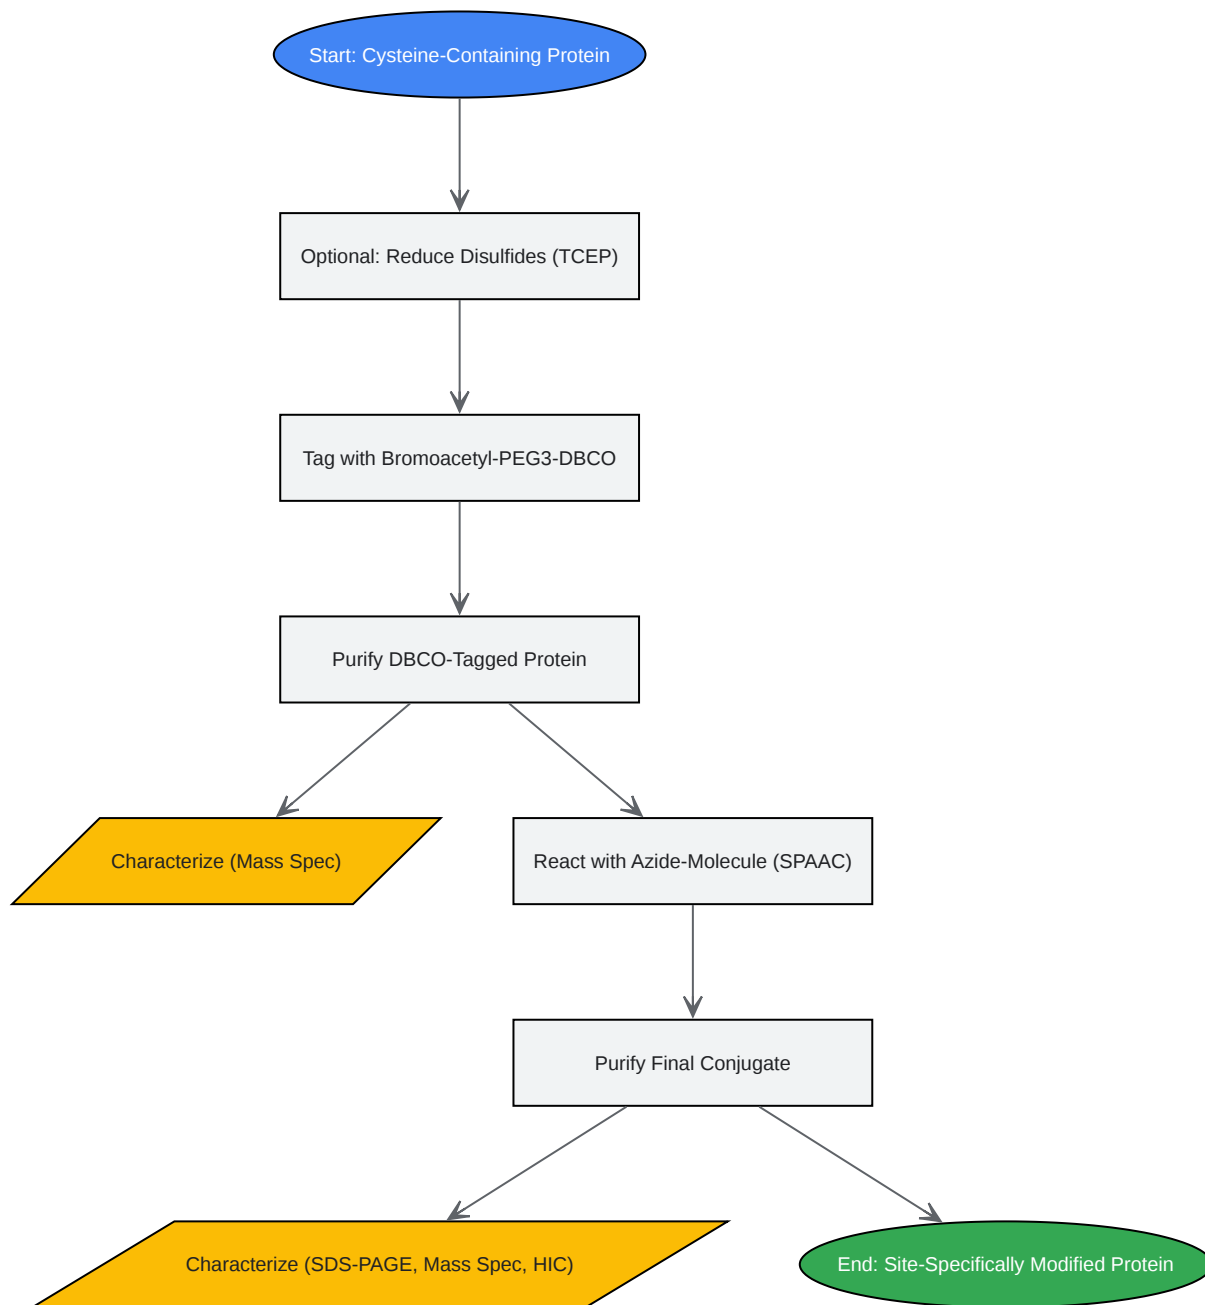 Start: Cysteine-Containing Protein
Optional: Reduce Disulfides (TCEP)
Tag with Bromoacetyl-PEG3-DBCO
Purify DBCO-Tagged Protein
Characterize (Mass Spec)
React with Azide-Molecule (SPAAC)
Purify Final Conjugate
Characterize (SDS-PAGE, Mass Spec, HIC)
End: Site-Specifically Modified Protein